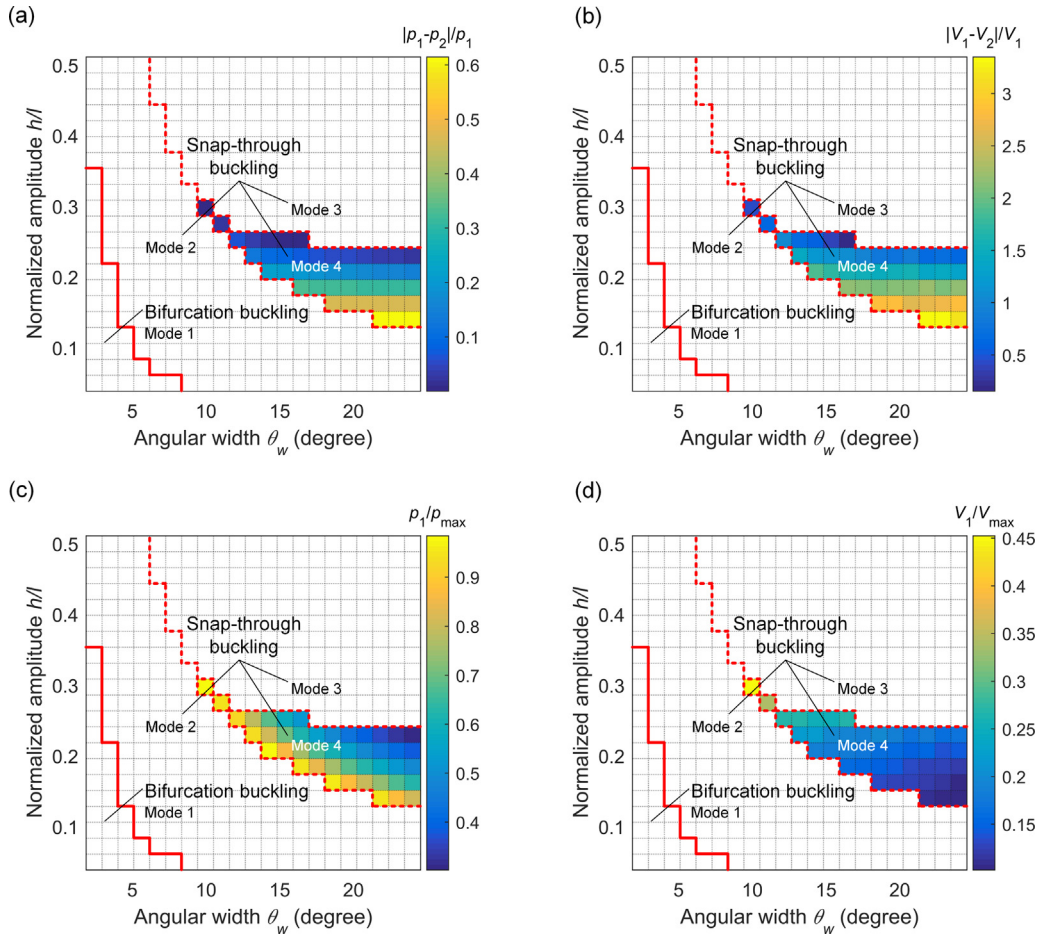 (a)
|p₁-p₂|/p₁
0.5
0.4
0.3
0.2
0.1
Normalized amplitude h/l
Snap-through
buckling
Mode 3
Mode 2
Mode 4
Bifurcation buckling
Mode 1
5
10
15
20
Angular width θw (degree)
0.6
0.5
0.4
0.3
0.2
0.1
(b)
|V₁-V₂|/V₁
0.5
0.4
0.3
0.2
0.1
Normalized amplitude h/l
Snap-through
buckling
Mode 3
Mode 2
Mode 4
Bifurcation buckling
Mode 1
5
10
15
20
Angular width θw (degree)
3
2.5
2
1.5
1
0.5
(c)
p₁/pmax
0.5
0.4
0.3
0.2
0.1
Normalized amplitude h/l
Snap-through
buckling
Mode 3
Mode 2
Mode 4
Bifurcation buckling
Mode 1
5
10
15
20
Angular width θw (degree)
0.9
0.8
0.7
0.6
0.5
0.4
(d)
V₁/Vmax
0.5
0.4
0.3
0.2
0.1
Normalized amplitude h/l
Snap-through
buckling
Mode 3
Mode 2
Mode 4
Bifurcation buckling
Mode 1
5
10
15
20
Angular width θw (degree)
0.45
0.4
0.35
0.3
0.25
0.2
0.15